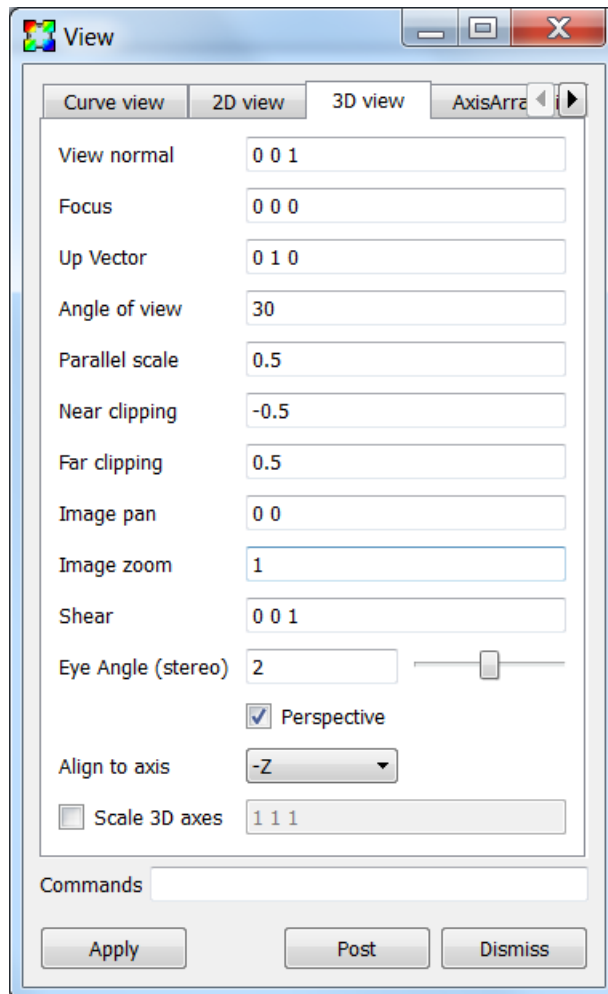 View
Curve view 2D view 3D view AxisArra
View normal 0 0 1
Focus 0 0 0
Up Vector 0 1 0
Angle of view 30
Parallel scale 0.5
Near clipping -0.5
Far clipping 0.5
Image pan 0 0
Image zoom 1
Shear 0 0 1
Eye Angle (stereo) 2
Perspective
Align to axis -Z
Scale 3D axes 1 1 1
Commands
Apply Post Dismiss